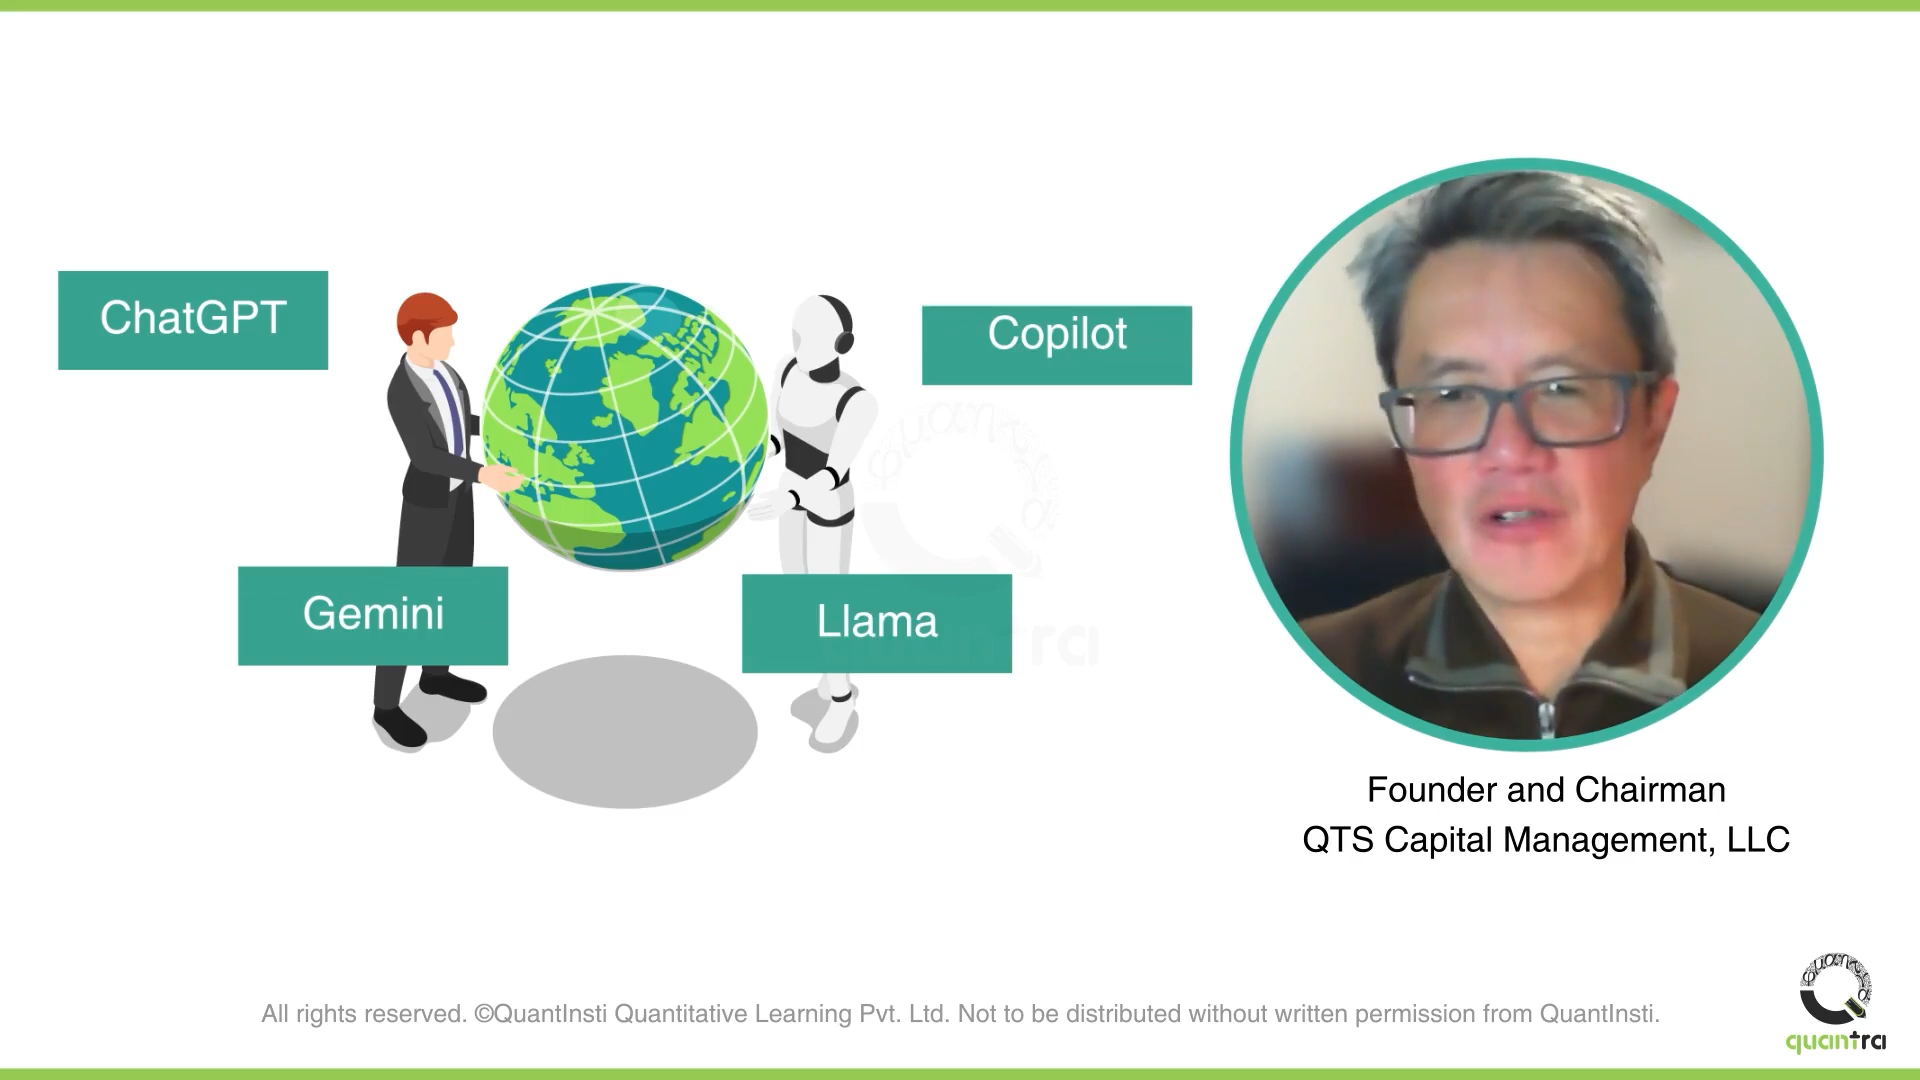 ChatGPT
Copilot
Gemini
Llama
Founder and Chairman
QTS Capital Management, LLC
All rights reserved. ©QuantInsti Quantitative Learning Pvt. Ltd. Not to be distributed without written permission from QuantInsti.
quantra